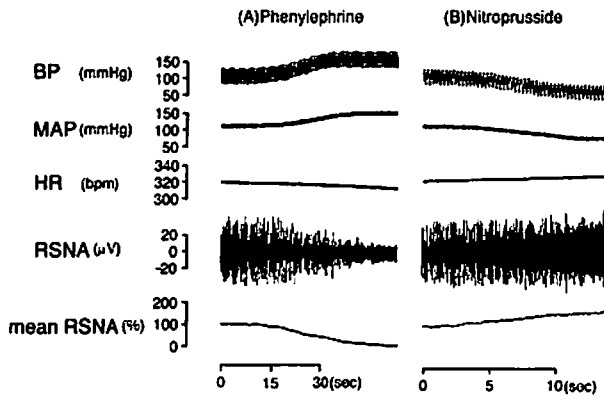 (A)Phenylephrine (B)Nitroprusside
BP (mmHg) 150 100 50
MAP(mmHg) 150 100 50
HR (bpm) 340 320 300
RSNA(μV) 20 0 -20
mean RSNA(%) 200 100 0
0 15 30(sec) 0 5 10(sec)